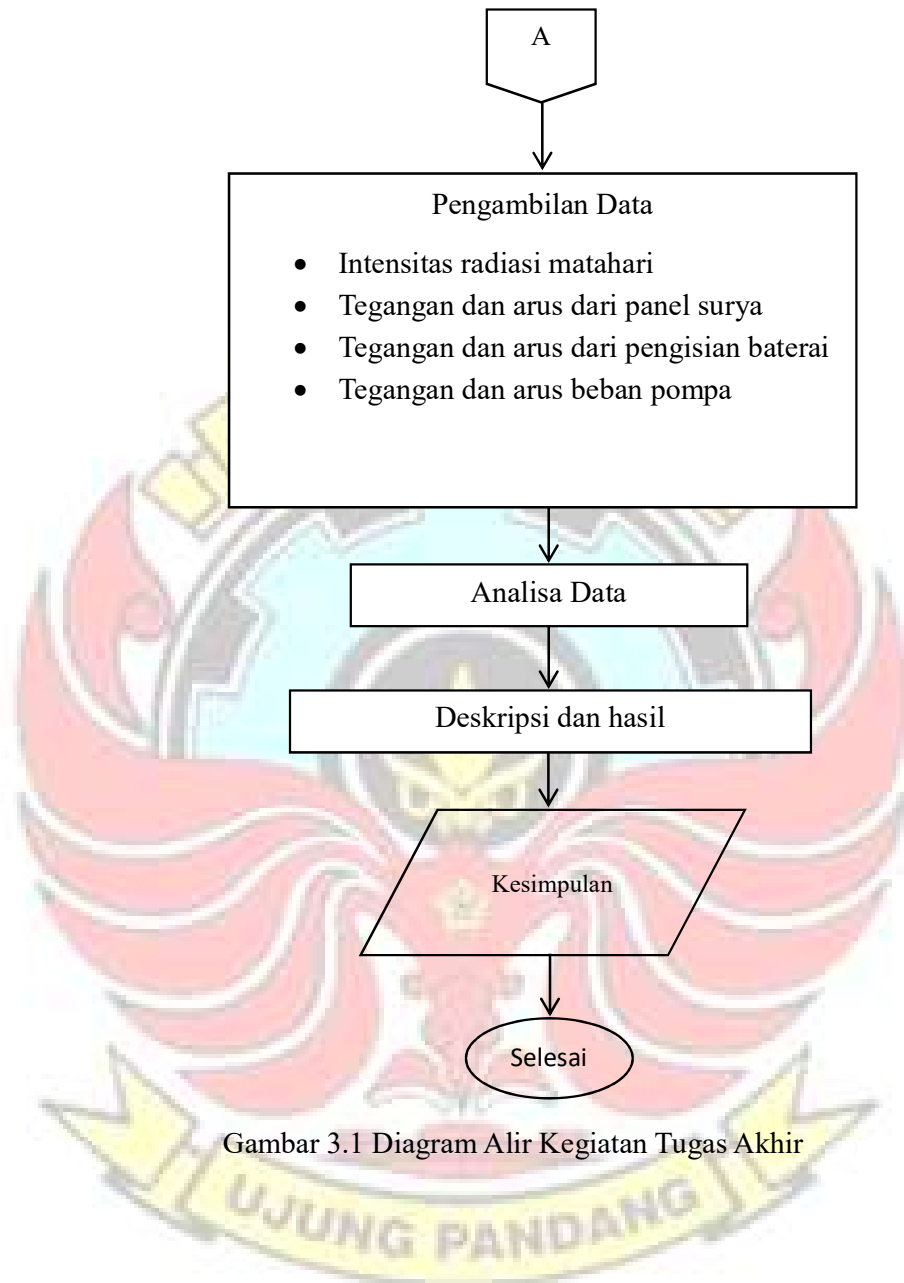 A
Pengambilan Data
• Intensitas radiasi matahari
• Tegangan dan arus dari panel surya
• Tegangan dan arus dari pengisian baterai
• Tegangan dan arus beban pompa
Analisa Data
Deskripsi dan hasil
Kesimpulan
Selesai
Gambar 3.1 Diagram Alir Kegiatan Tugas Akhir
UJUNG PANDANG